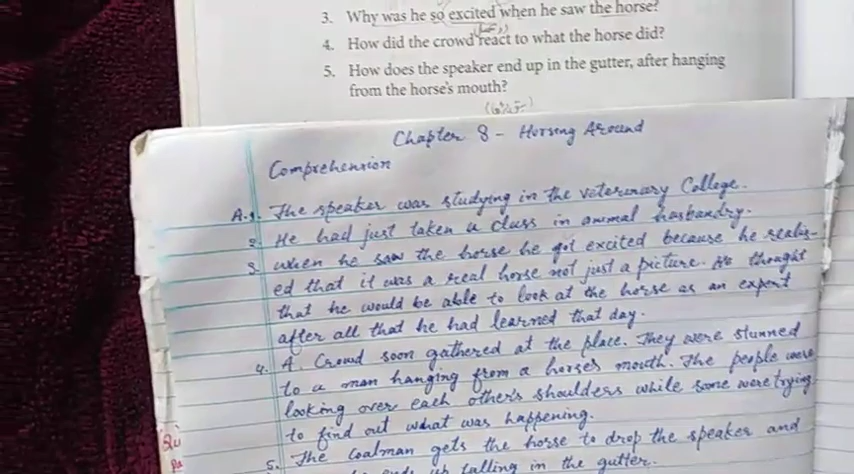 3. Why was he so excited when he saw the horse?
4. How did the crowd react to what the horse did?
5. How does the speaker end up in the gutter, after hanging
from the horse's mouth?
Chapter 8 - Horsing Around
Comprehension
A.1. The speaker was studying in the veterinary College.
2. He had just taken a class in animal husbandry.
3. when he saw the horse he got excited because he realis-
ed that it was a real horse not just a picture. He thought
that he would be able to look at the horse as an expert
after all that he had learned that day.
4. A. Crowd soon gathered at the place. They were stunned
to a man hanging from a horse's mouth. The people were
looking over each other's shoulders while some were trying
to find out what was happening.
5. The coalman gets the horse to drop the speaker and
ends up falling in the gutter.